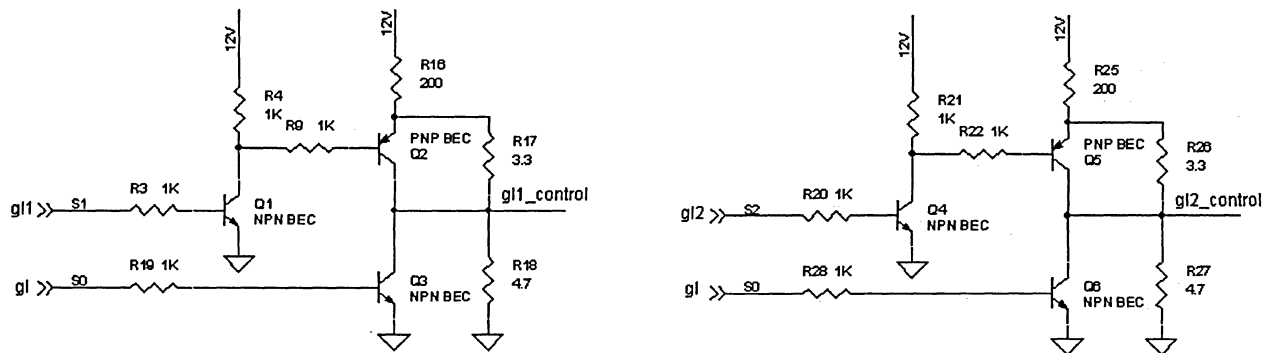 12V
12V
R16
200
R4
1K
R9 1K
PNP BEC
Q2
R17
3.3
gl1
S1
R3 1K
Q1
NPN BEC
gl1_control
gl
S0
R19 1K
Q3
NPN BEC
R18
4.7
12V
12V
R25
200
R21
1K
R22 1K
PNP BEC
Q5
R26
3.3
gl2
S2
R20 1K
Q4
NPN BEC
gl2_control
gl
S0
R28 1K
Q6
NPN BEC
R27
4.7